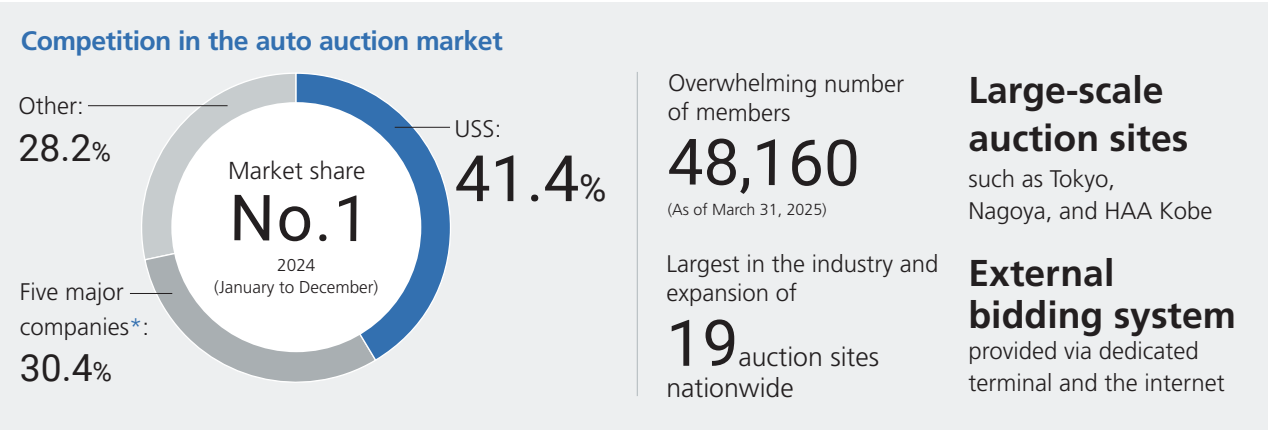 Competition in the auto auction market
Other:
28.2%
USS:
41.4%
Market share
No.1
2024
(January to December)
Five major
companies*:
30.4%
Overwhelming number
of members
48,160
(As of March 31, 2025)
Largest in the industry and
expansion of
19 auction sites
nationwide
Large-scale
auction sites
such as Tokyo,
Nagoya, and HAA Kobe
External
bidding system
provided via dedicated
terminal and the internet